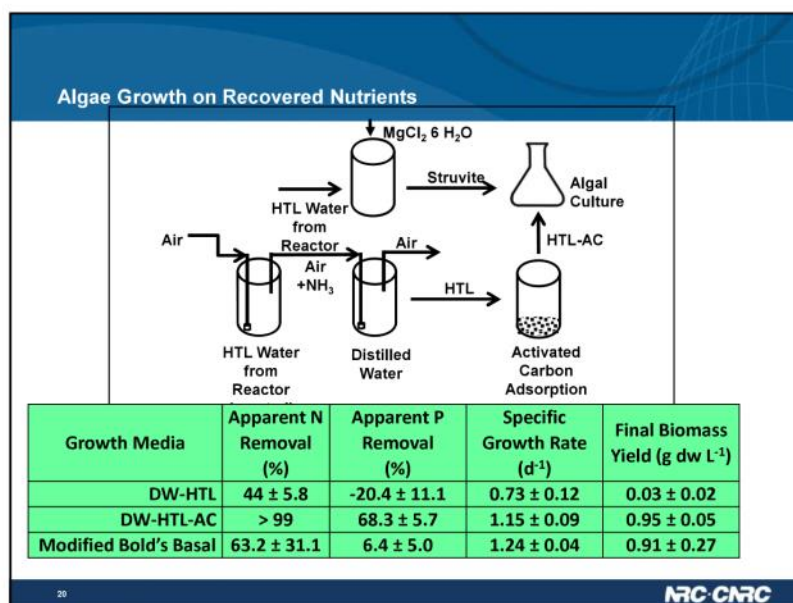 Algae Growth on Recovered Nutrients
MgCl₂ 6 H₂O
Struvite
Algal
Culture
HTL Water
from
Reactor
Air
Air
+NH₃
Air
HTL
HTL-AC
HTL Water
from
Reactor
Distilled
Water
Activated
Carbon
Adsorption
Growth Media | Apparent N Removal (%) | Apparent P Removal (%) | Specific Growth Rate (d⁻¹) | Final Biomass Yield (g dw L⁻¹)
DW-HTL | 44 ± 5.8 | -20.4 ± 11.1 | 0.73 ± 0.12 | 0.03 ± 0.02
DW-HTL-AC | > 99 | 68.3 ± 5.7 | 1.15 ± 0.09 | 0.95 ± 0.05
Modified Bold's Basal | 63.2 ± 31.1 | 6.4 ± 5.0 | 1.24 ± 0.04 | 0.91 ± 0.27
20
NRC·CNRC